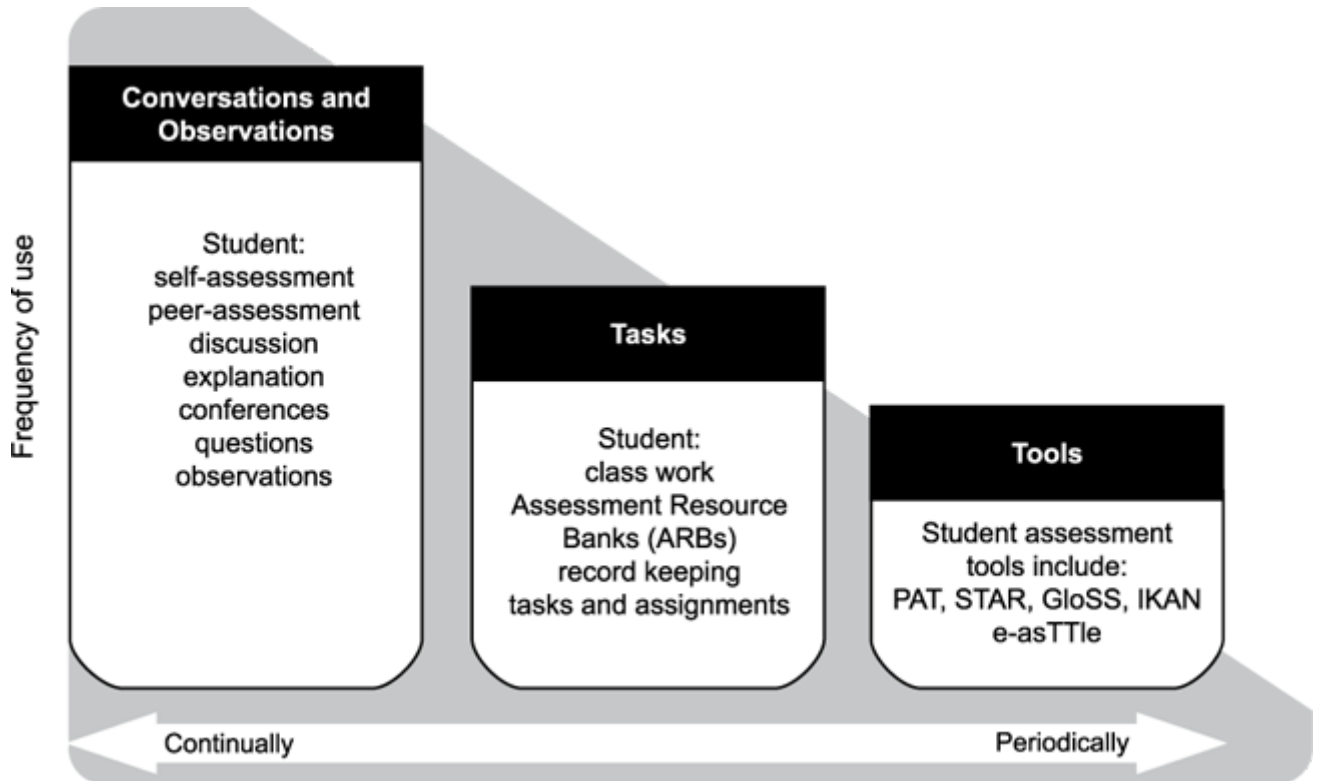 Frequency of use
Conversations and
Observations
Student:
self-assessment
peer-assessment
discussion
explanation
conferences
questions
observations
Tasks
Student:
class work
Assessment Resource
Banks (ARBs)
record keeping
tasks and assignments
Tools
Student assessment
tools include:
PAT, STAR, GloSS, IKAN
e-asTTle
Continually
Periodically